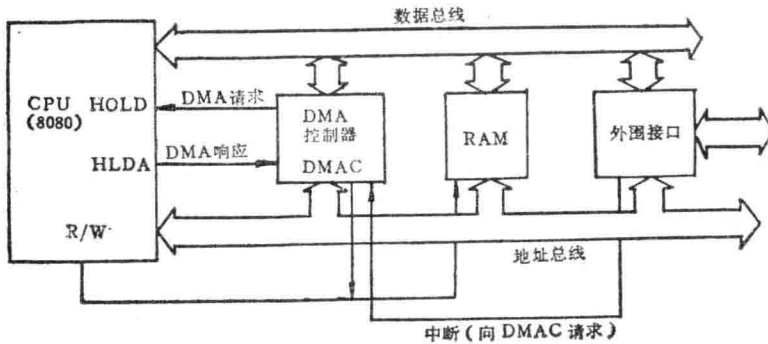 数据总线
CPU
(8080)
HOLD
DMA请求
HLDA
DMA响应
R/W
DMA
控制器
DMAC
RAM
外围接口
地址总线
中断(向DMAC请求)